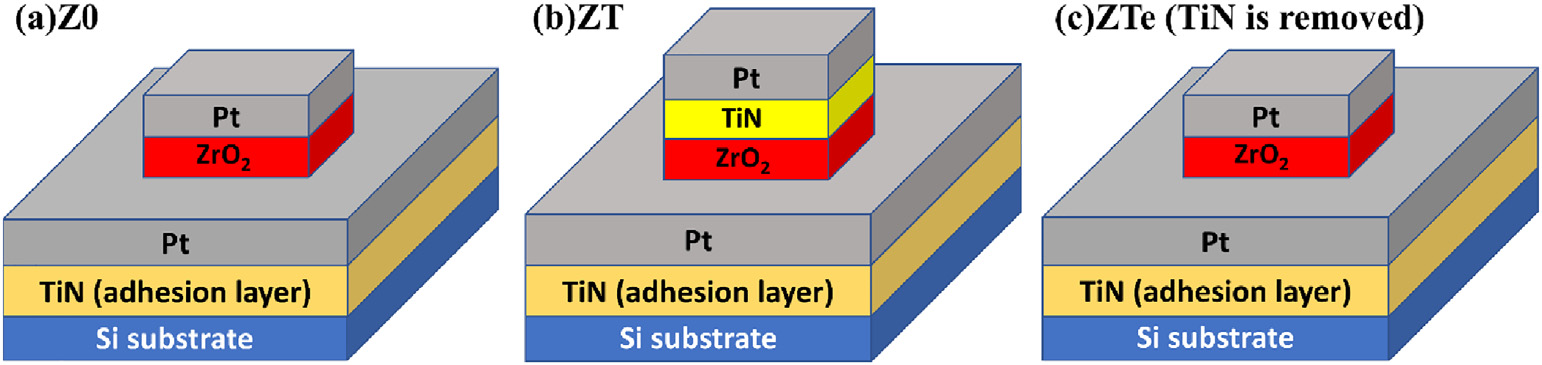 (a)Z0
Pt
ZrO₂
Pt
TiN (adhesion layer)
Si substrate
(b)ZT
Pt
TiN
ZrO₂
Pt
TiN (adhesion layer)
Si substrate
(c)ZTe (TiN is removed)
Pt
ZrO₂
Pt
TiN (adhesion layer)
Si substrate